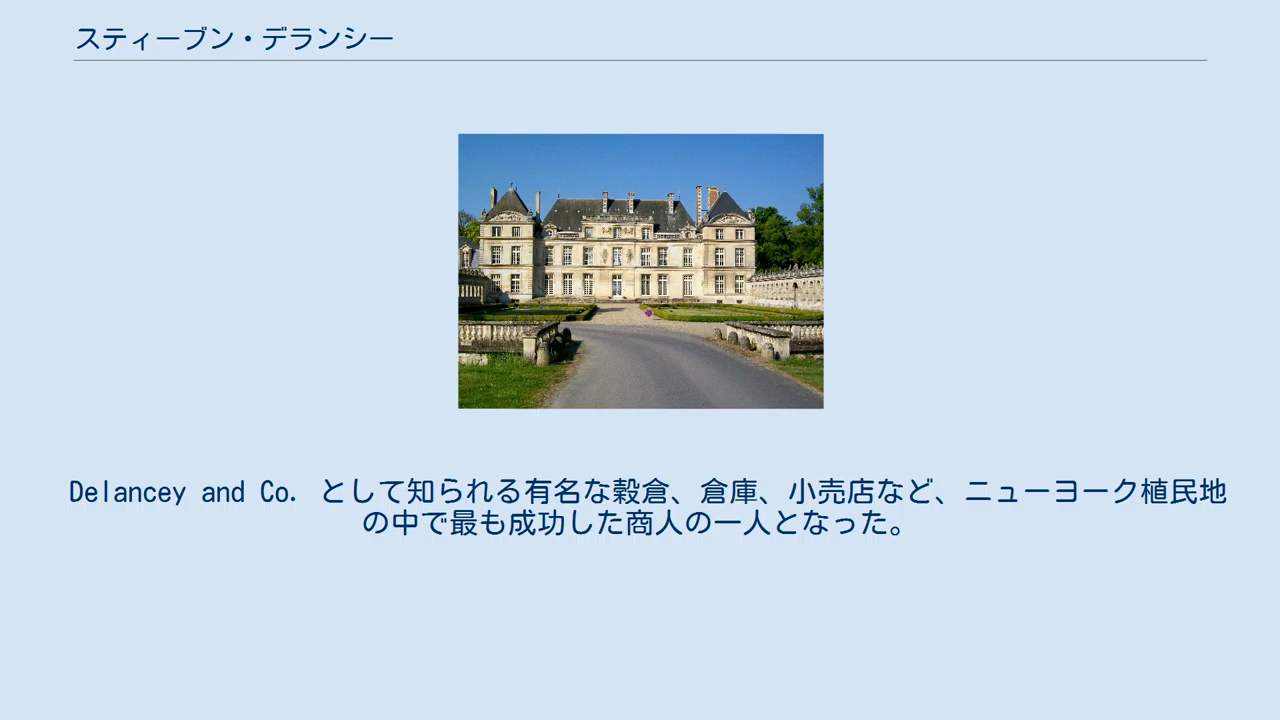 スティーブン・デランシー
Delancey and Co. として知られる有名な穀倉、倉庫、小売店など、ニューヨーク植民地
の中で最も成功した商人の一人となった。